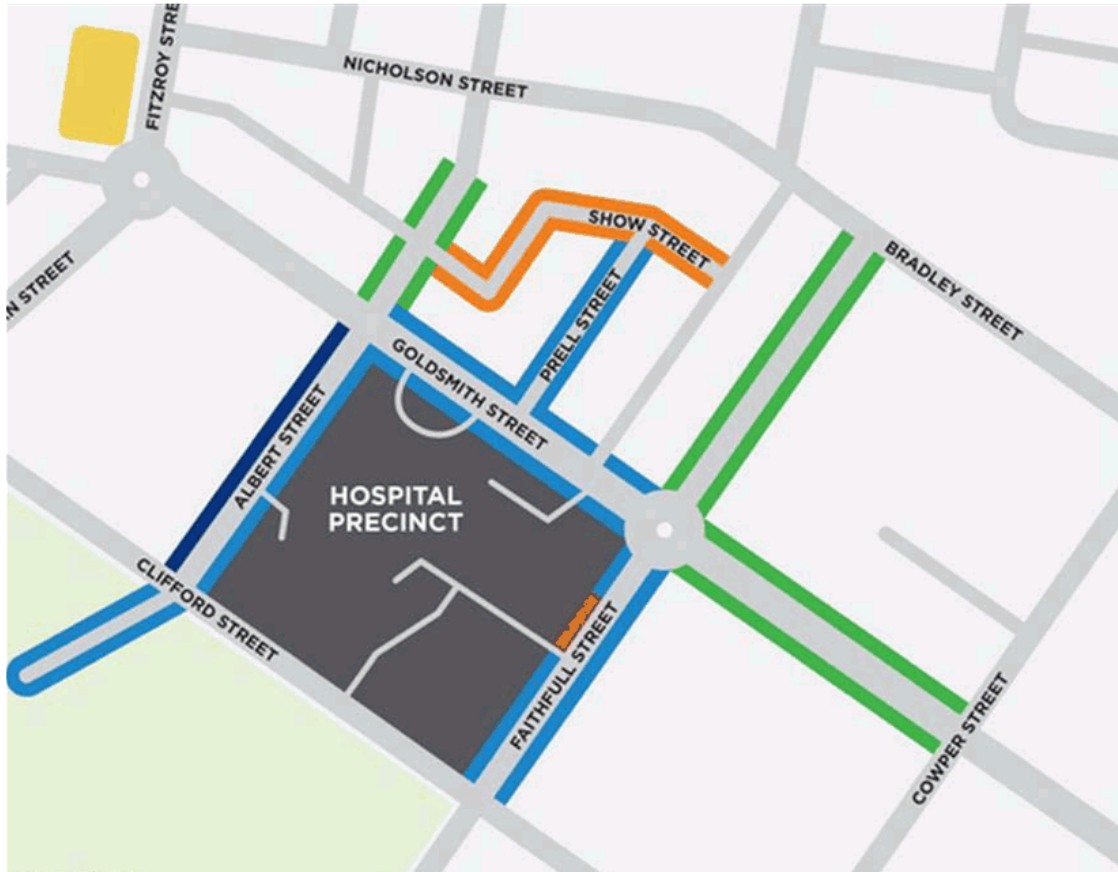 FITZROY STRE
NICHOLSON STREET
SHOW STREET
BRADLEY STREET
N STREET
PRELL STREET
GOLDSMITH STREET
ALBERT STREET
HOSPITAL
PRECINCT
CLIFFORD STREET
FAITHFULL STREET
COWPER STREET